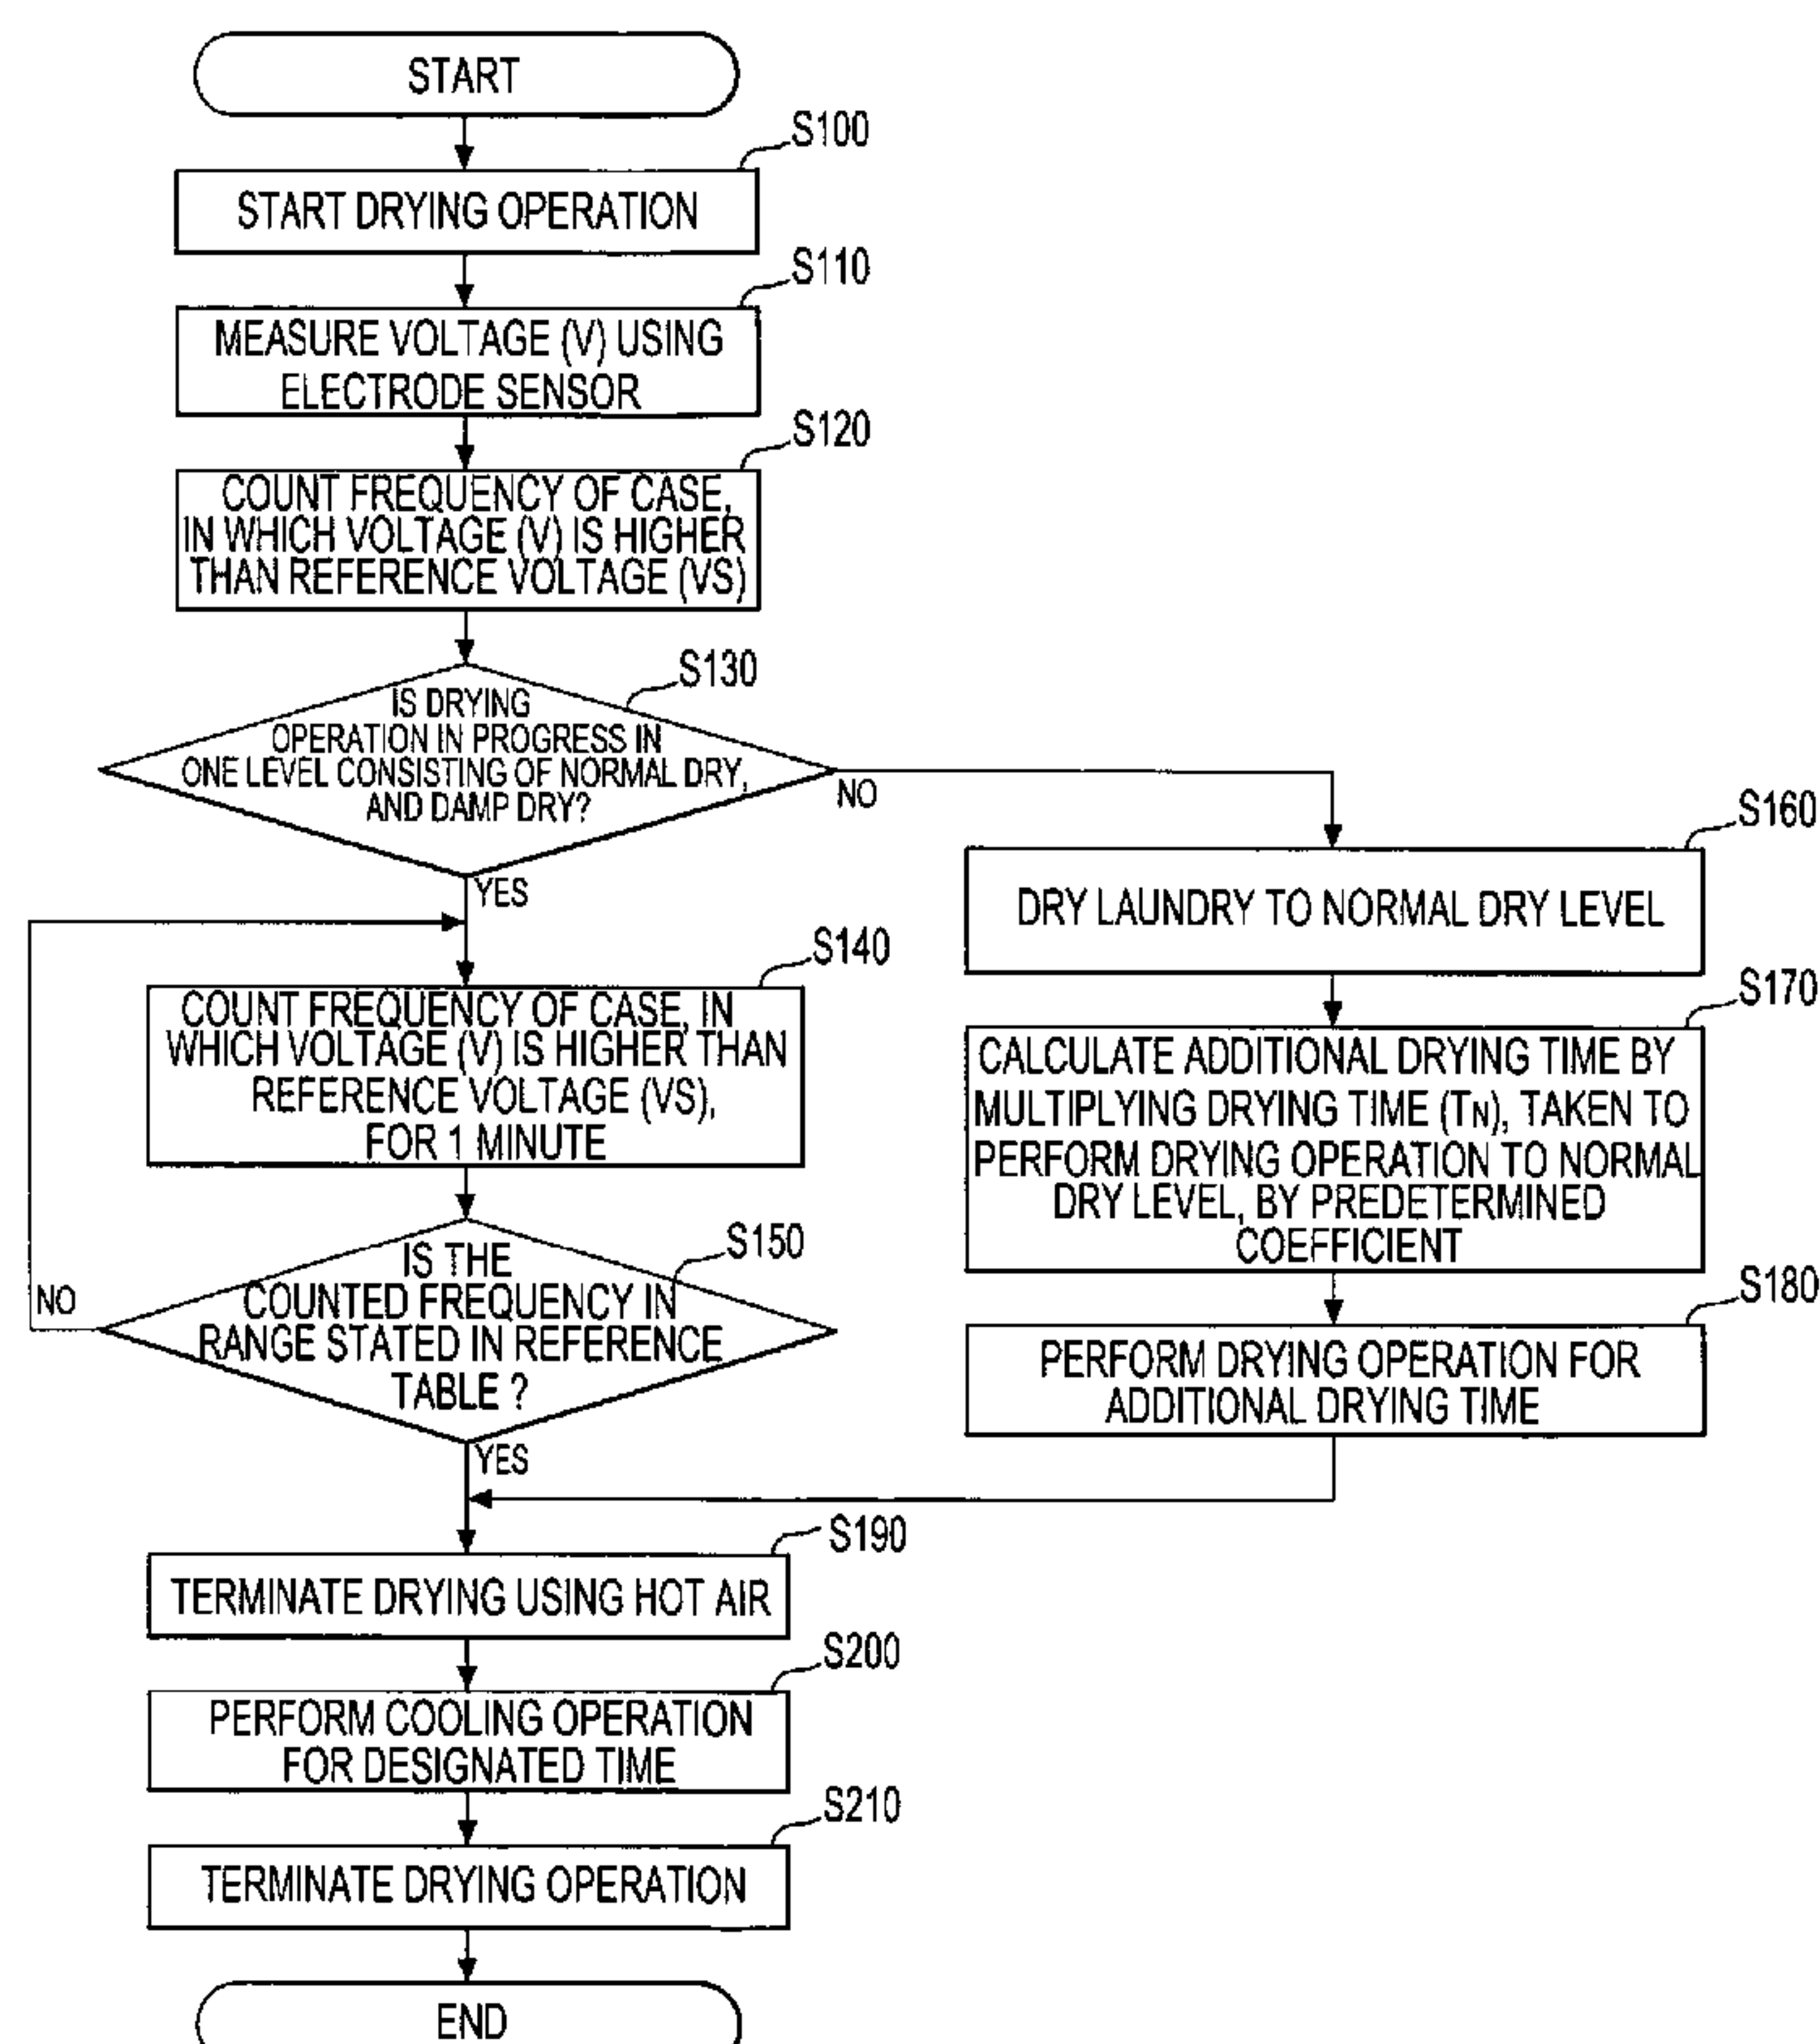 START
S100
START DRYING OPERATION
S110
MEASURE VOLTAGE (V) USING
ELECTRODE SENSOR
S120
COUNT FREQUENCY OF CASE,
IN WHICH VOLTAGE (V) IS HIGHER
THAN REFERENCE VOLTAGE (VS)
S130
IS DRYING
OPERATION IN PROGRESS IN
ONE LEVEL CONSISTING OF NORMAL DRY,
AND DAMP DRY?
NO
YES
S140
COUNT FREQUENCY OF CASE, IN
WHICH VOLTAGE (V) IS HIGHER THAN
REFERENCE VOLTAGE (VS),
FOR 1 MINUTE
S150
IS THE
COUNTED FREQUENCY IN
RANGE STATED IN REFERENCE
TABLE ?
NO
YES
S160
DRY LAUNDRY TO NORMAL DRY LEVEL
S170
CALCULATE ADDITIONAL DRYING TIME BY
MULTIPLYING DRYING TIME (TN), TAKEN TO
PERFORM DRYING OPERATION TO NORMAL
DRY LEVEL, BY PREDETERMINED
COEFFICIENT
S180
PERFORM DRYING OPERATION FOR
ADDITIONAL DRYING TIME
S190
TERMINATE DRYING USING HOT AIR
S200
PERFORM COOLING OPERATION
FOR DESIGNATED TIME
S210
TERMINATE DRYING OPERATION
END